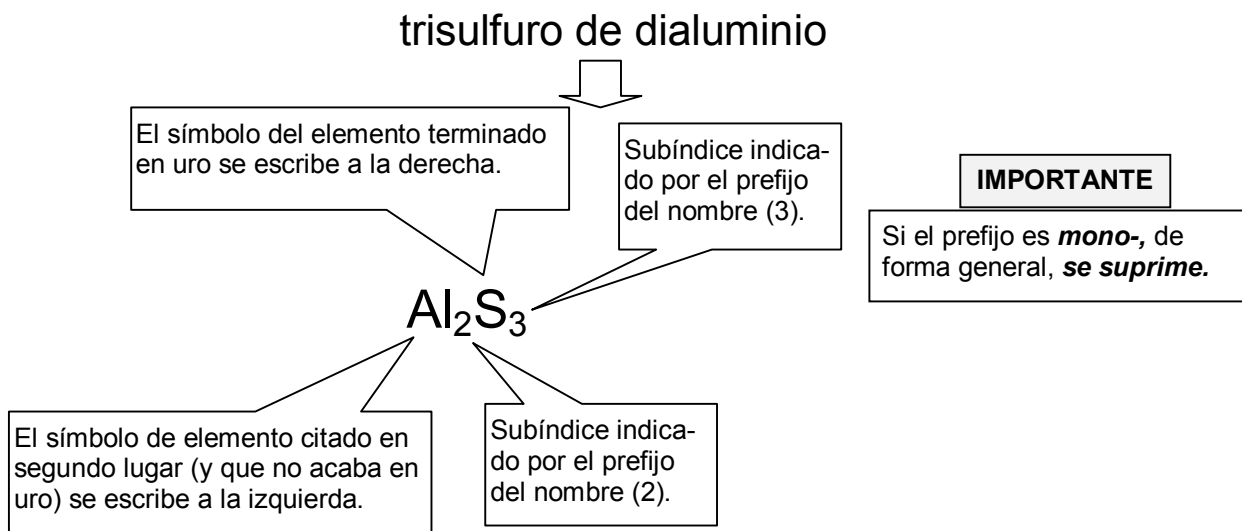 trisulfuro de dialuminio
El símbolo del elemento terminado
en uro se escribe a la derecha.
Subíndice indica-
do por el prefijo
del nombre (3).
IMPORTANTE
Si el prefijo es mono-, de
forma general, se suprime.
Al₂S₃
El símbolo de elemento citado en
segundo lugar (y que no acaba en
uro) se escribe a la izquierda.
Subíndice indica-
do por el prefijo
del nombre (2).